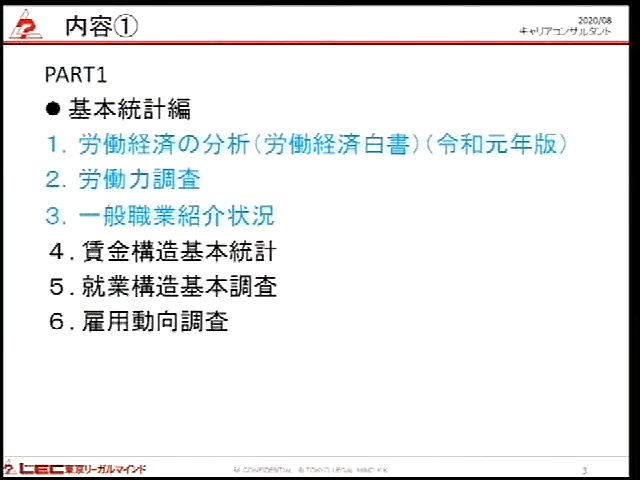 内容①
2020/08
キャリアコンサルタント
PART1
● 基本統計編
1. 労働経済の分析(労働経済白書)(令和元年版)
2. 労働力調査
3. 一般職業紹介状況
4. 賃金構造基本統計
5. 就業構造基本調査
6. 雇用動向調査
LEC東京リーガルマインド
CONFIDENTIAL © TOKYO LEGAL MIND K.K.
3